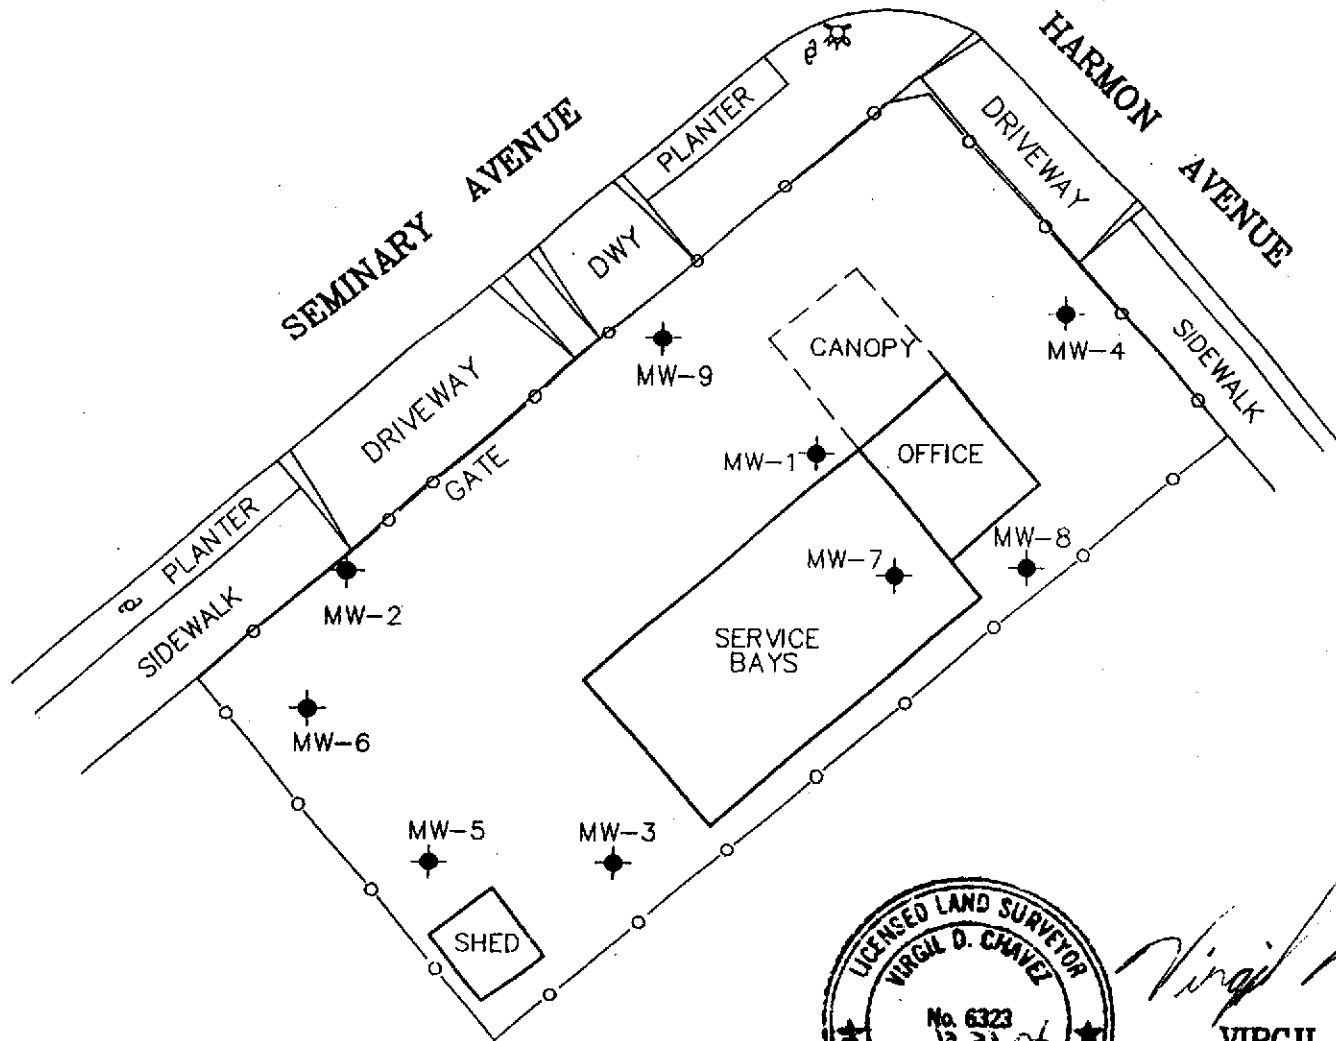 HARMON AVENUE
SEMINARY AVENUE
PLANTER
DRIVEWAY
DWY
CANOPY
MW-4
SIDEWALK
MW-9
DRIVEWAY
GATE
MW-1
OFFICE
PLANTER
MW-8
MW-7
SIDEWALK
MW-2
SERVICE
BAYS
MW-6
MW-5
MW-3
SHED
LICENSED LAND SURVEYOR
VIRGIL D. CHAVEZ
No. 6323
Virgil
VIRGIL